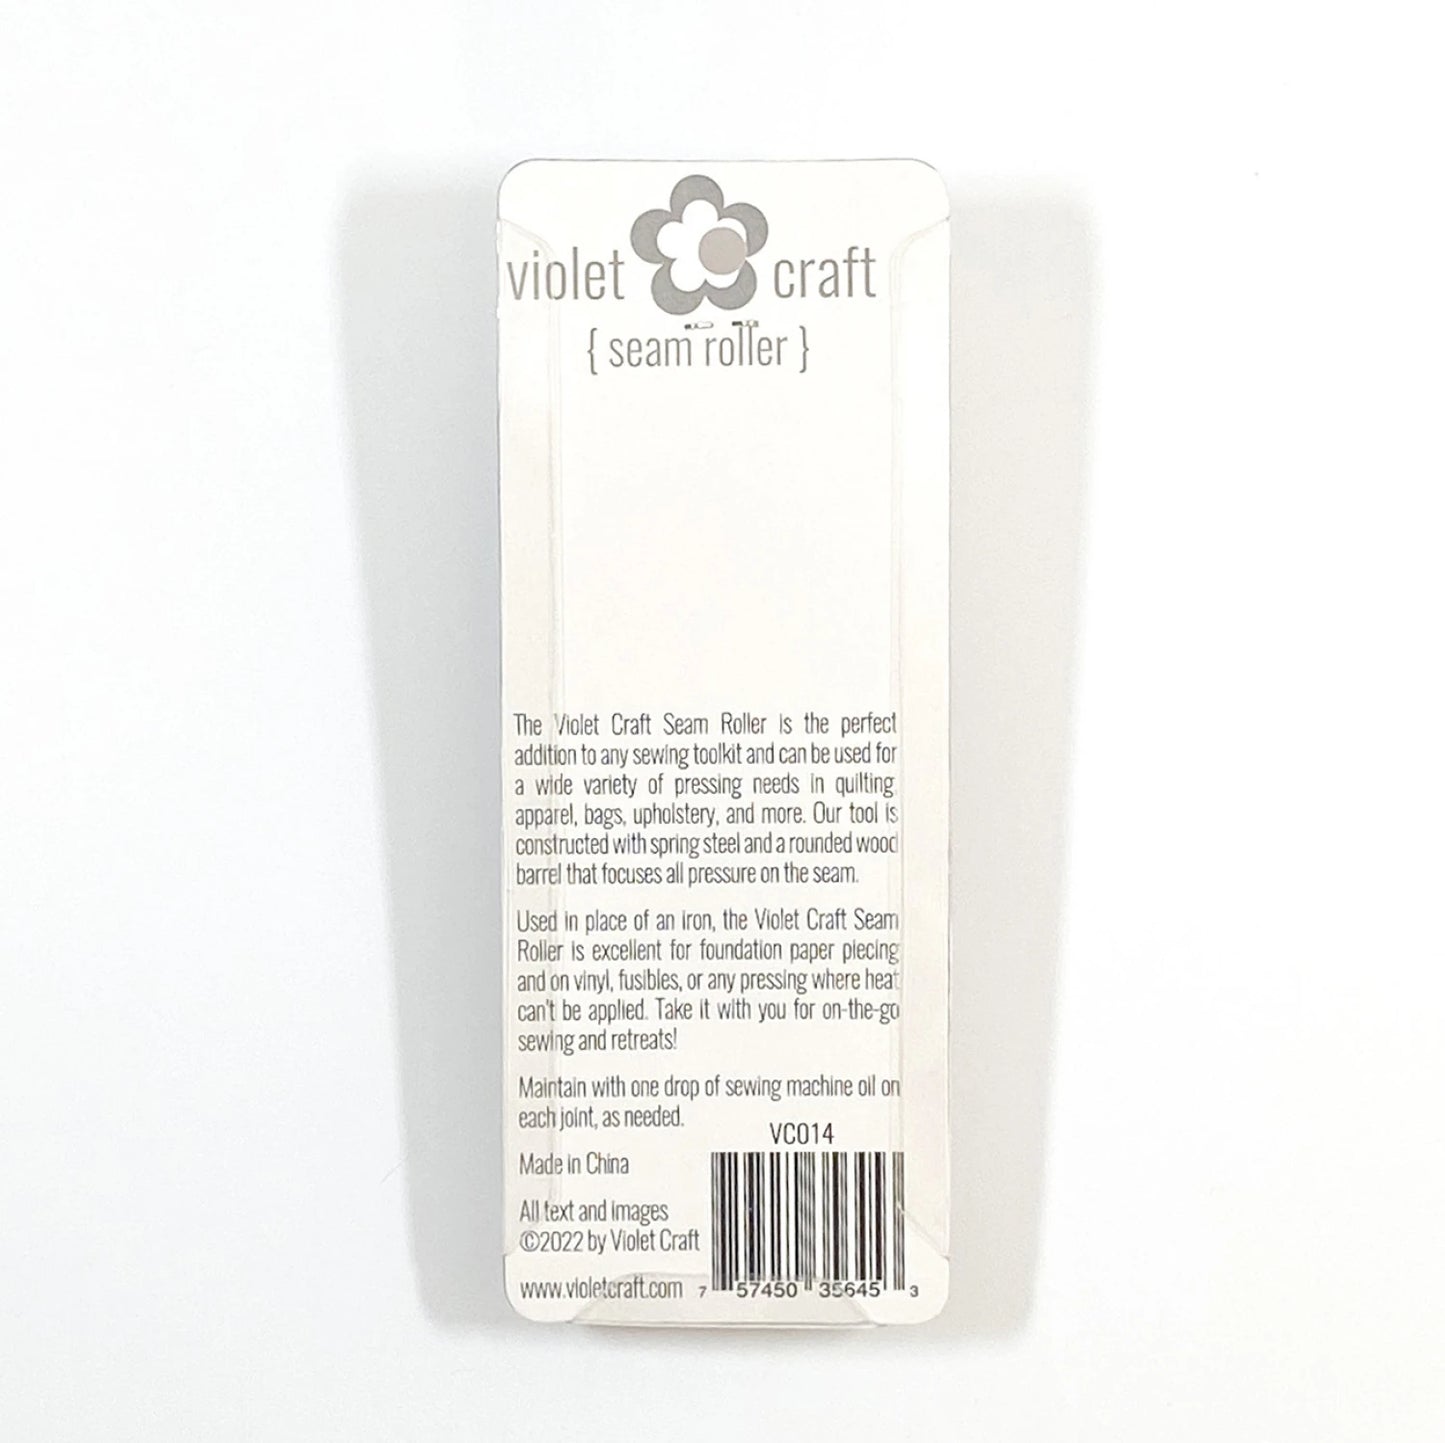 violet craft
{ seam roller }
The Violet Craft Seam Roller is the perfect
addition to any sewing toolkit and can be used for
a wide variety of pressing needs in quilting,
apparel, bags, upholstery, and more. Our tool is
constructed with spring steel and a rounded wood
barrel that focuses all pressure on the seam.
Used in place of an iron, the Violet Craft Seam
Roller is excellent for foundation paper piecing
and on vinyl, fusibles, or any pressing where heat
can't be applied. Take it with you for on-the-go
sewing and retreats!
Maintain with one drop of sewing machine oil on
each joint, as needed.
VC014
Made in China
All text and images
©2022 by Violet Craft
www.violetcraft.com
7 57450 35645 3